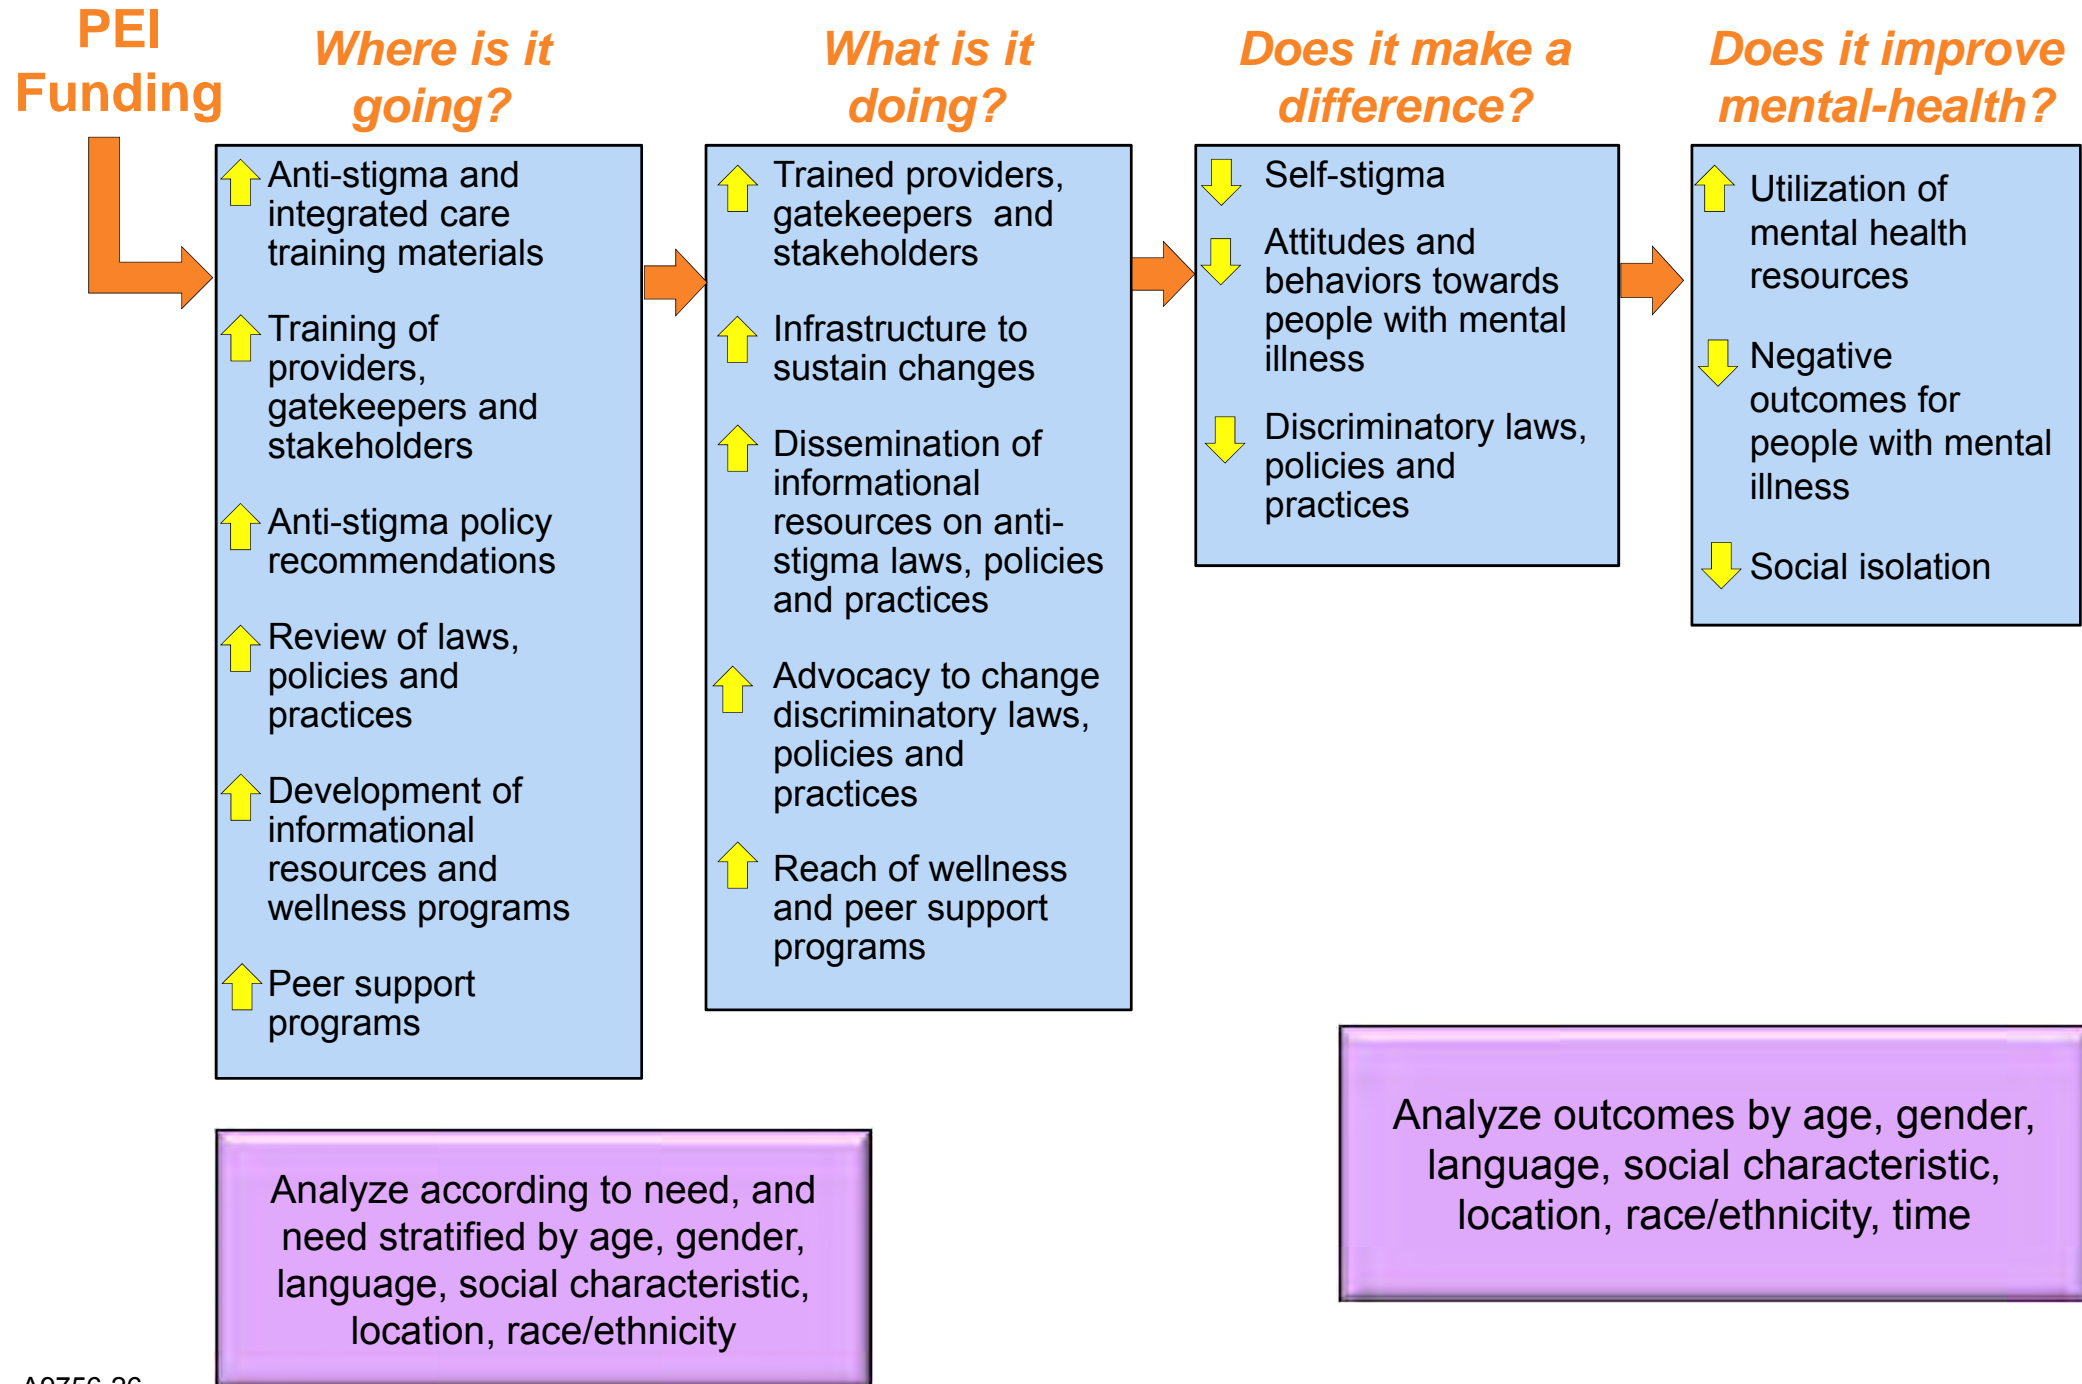 PEI
Funding
Where is it
going?
Anti-stigma and
integrated care
training materials
Training of
providers,
gatekeepers and
stakeholders
Anti-stigma policy
recommendations
Review of laws,
policies and
practices
Development of
informational
resources and
wellness programs
Peer support
programs
What is it
doing?
Trained providers,
gatekeepers and
stakeholders
Infrastructure to
sustain changes
Dissemination of
informational
resources on anti-
stigma laws, policies
and practices
Advocacy to change
discriminatory laws,
policies and
practices
Reach of wellness
and peer support
programs
Does it make a
difference?
Self-stigma
Attitudes and
behaviors towards
people with mental
illness
Discriminatory laws,
policies and
practices
Does it improve
mental-health?
Utilization of
mental health
resources
Negative
outcomes for
people with mental
illness
Social isolation
Analyze according to need, and
need stratified by age, gender,
language, social characteristic,
location, race/ethnicity
Analyze outcomes by age, gender,
language, social characteristic,
location, race/ethnicity, time